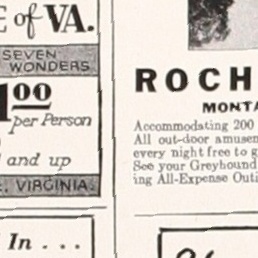 of VA.
SEVEN
WONDERS
1.00
per Person
and up
VIRGINIA
In . . .
ROCH
MONTA
Accommodating 200
All out-door amusem
every night free to g
See your Greyhound
ing All-Expense Outi